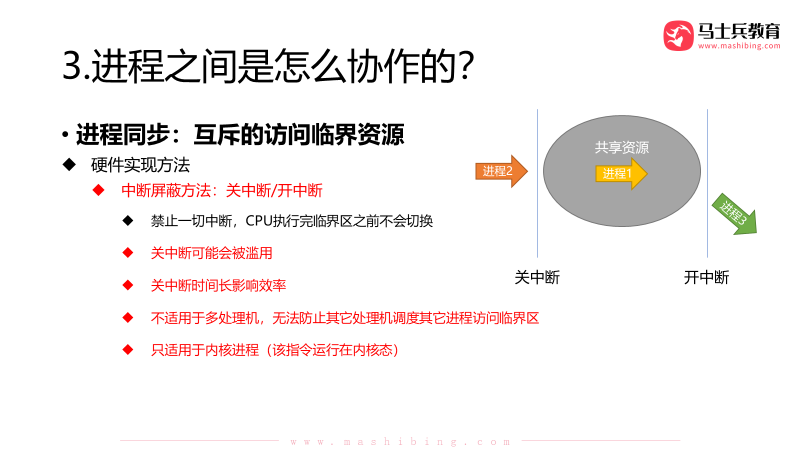 马士兵教育
www.mashibing.com
3.进程之间是怎么协作的?
• 进程同步：互斥的访问临界资源
◆ 硬件实现方法
◆ 中断屏蔽方法：关中断/开中断
◆ 禁止一切中断，CPU执行完临界区之前不会切换
◆ 关中断可能会被滥用
◆ 关中断时间长影响效率
◆ 不适用于多处理机，无法防止其它处理机调度其它进程访问临界区
◆ 只适用于内核进程（该指令运行在内核态）
共享资源
进程2
进程1
进程3
关中断
开中断
www.mashibing.com